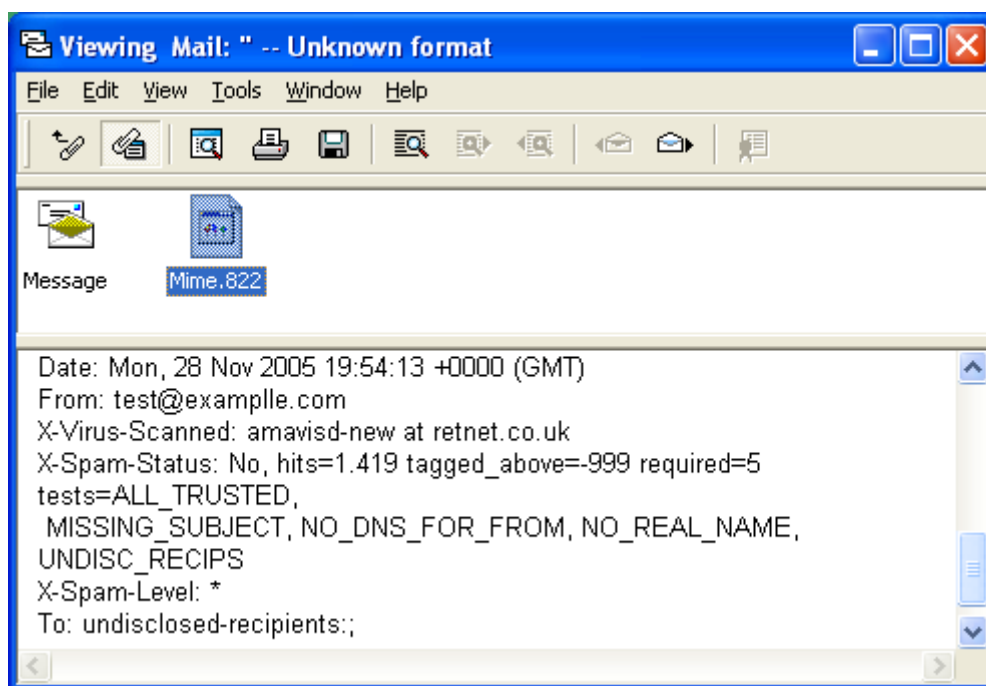 Viewing Mail: '' -- Unknown format
File Edit View Tools Window Help
Message Mime.822
Date: Mon, 28 Nov 2005 19:54:13 +0000 (GMT)
From: test@examplle.com
X-Virus-Scanned: amavisd-new at retnet.co.uk
X-Spam-Status: No, hits=1.419 tagged_above=-999 required=5
tests=ALL_TRUSTED,
MISSING_SUBJECT, NO_DNS_FOR_FROM, NO_REAL_NAME,
UNDISC_RECIPS
X-Spam-Level: *
To: undisclosed-recipients:;